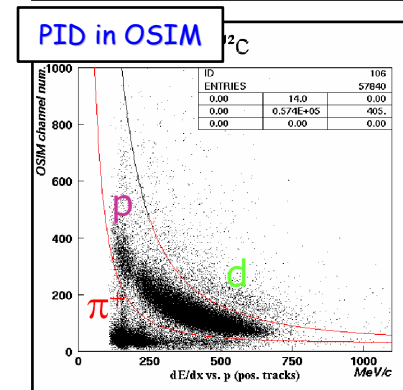 PID in OSIM
¹²C
ID 106
ENTRIES 57840
0.00 14.0 0.00
0.00 0.574E+05 405.
0.00 0.00 0.00
OSIM channel num.
1000
800
600
400
200
0
p
d
π⁺
0 250 500 750 1000
dE/dx vs. p (pos. tracks)
MeV/c